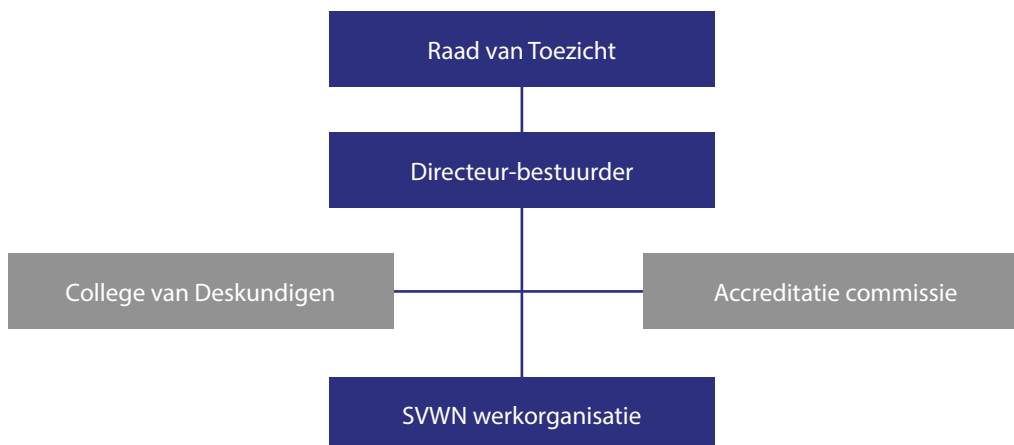 Raad van Toezicht
Directeur-bestuurder
College van Deskundigen
Accreditatie commissie
SVWN werkorganisatie